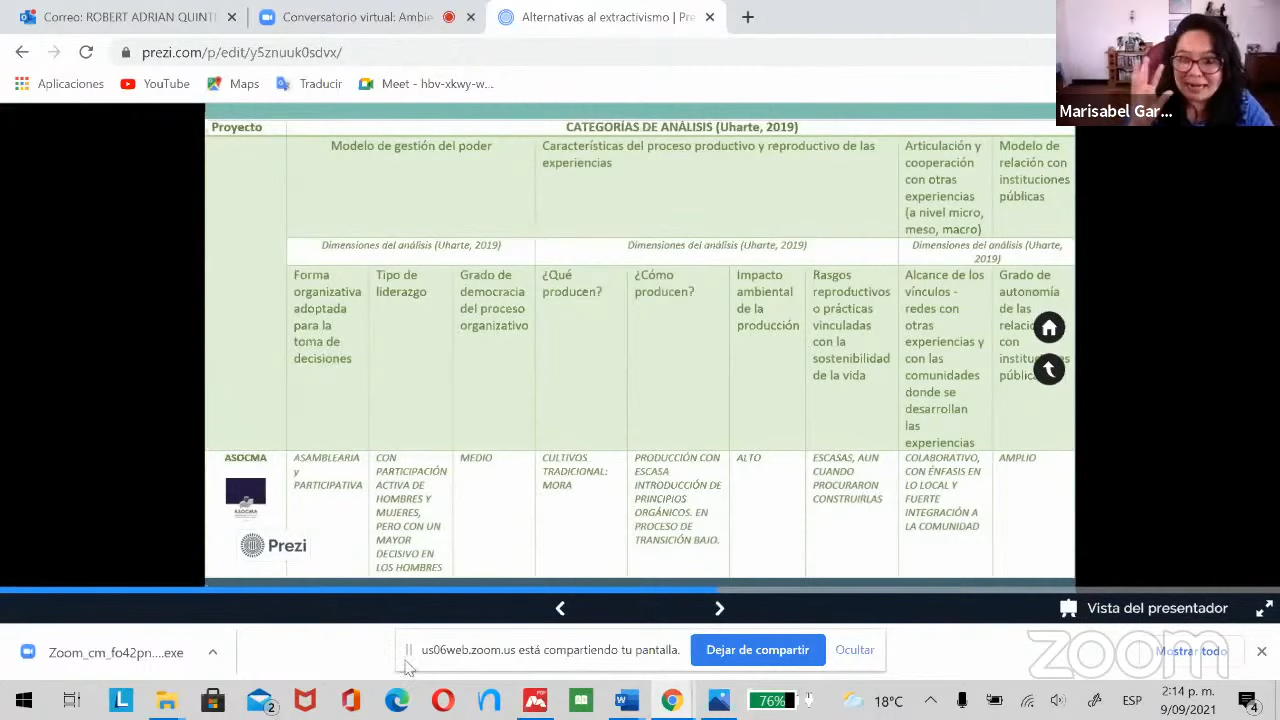 Correo: ROBERT ADRIAN QUINT
Conversatorio virtual: Ambie
Alternativas al extractivismo | Pre
prezi.com/p/edit/y5znuuk0sdvx/
Aplicaciones
YouTube
Maps
Traducir
Meet - hbv-xkwy-w...
Marisabel Gar...
Proyecto
CATEGORÍAS DE ANÁLISIS (Uharte, 2019)
Modelo de gestión del poder
Características del proceso productivo y reproductivo de las
experiencias
Articulación y
cooperación
con otras
experiencias
(a nivel micro,
meso, macro)
Modelo de
relación con
instituciones
públicas
Dimensiones del análisis (Uharte, 2019)
Dimensiones del análisis (Uharte, 2019)
Dimensiones del análisis (Uharte,
2019)
Forma
organizativa
adoptada
para la
toma de
decisiones
Tipo de
liderazgo
Grado de
democracia
del proceso
organizativo
¿Qué
producen?
¿Cómo
producen?
Impacto
ambiental
de la
producción
Rasgos
reproductivos
o prácticas
vinculadas
con la
sostenibilidad
de la vida
Alcance de los
vínculos -
redes con
otras
experiencias y
con las
comunidades
donde se
desarrollan
las
experiencias
Grado de
autonomía
de las
con
ASOCMA
ASAMBLEARIA
y
PARTICIPATIVA
CON
PARTICIPACIÓN
ACTIVA DE
HOMBRES Y
MUJERES,
PERO CON UN
MAYOR
DECISIVO EN
LOS HOMBRES
MEDIO
CULTIVOS
TRADICIONAL:
MORA
PRODUCCIÓN CON
ESCASA
INTRODUCCIÓN DE
PRINCIPIOS
ORGÁNICOS. EN
PROCESO DE
TRANSICIÓN BAJO.
ALTO
ESCASAS, AUN
CUANDO
PROCURARON
CONSTRUIRLAS
COLABORATIVO,
CON ÉNFASIS EN
LO LOCAL Y
FUERTE
INTEGRACIÓN A
LA COMUNIDAD
AMPLIO
ASOCMA
Prezi
Vista del presentador
Zoom_cm_fo42pn....exe
us06web.zoom.us está compartiendo tu pantalla.
Dejar de compartir
Ocultar
zoom
Mostrar todo
2
76%
18°C
ESP
2:14 p. m.
9/09/2021
4